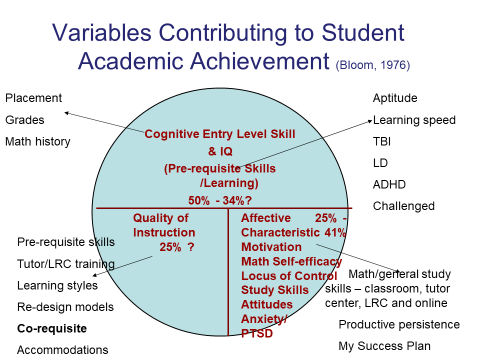 Variables Contributing to Student
Academic Achievement (Bloom, 1976)
Placement
Grades
Math history
Aptitude
Learning speed
TBI
LD
ADHD
Challenged
Cognitive Entry Level Skill
& IQ
(Pre-requisite Skills
/Learning)
50% - 34%?
Quality of
Instruction
25% ?
Affective 25% -
Characteristic 41%
Motivation
Math Self-efficacy
Locus of Control
Study Skills
Attitudes
Anxiety/
PTSD
Pre-requisite skills
Tutor/LRC training
Learning styles
Re-design models
Co-requisite
Accommodations
Math/general study
skills – classroom, tutor
center, LRC and online
Productive persistence
My Success Plan